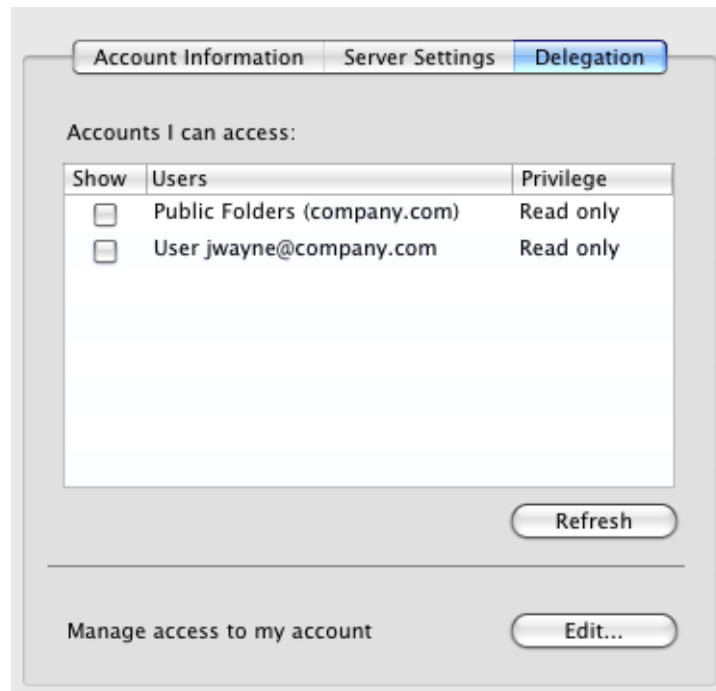 Account Information Server Settings Delegation
Accounts I can access:
Show Users Privilege
Public Folders (company.com) Read only
User jwayne@company.com Read only
Refresh
Manage access to my account Edit...